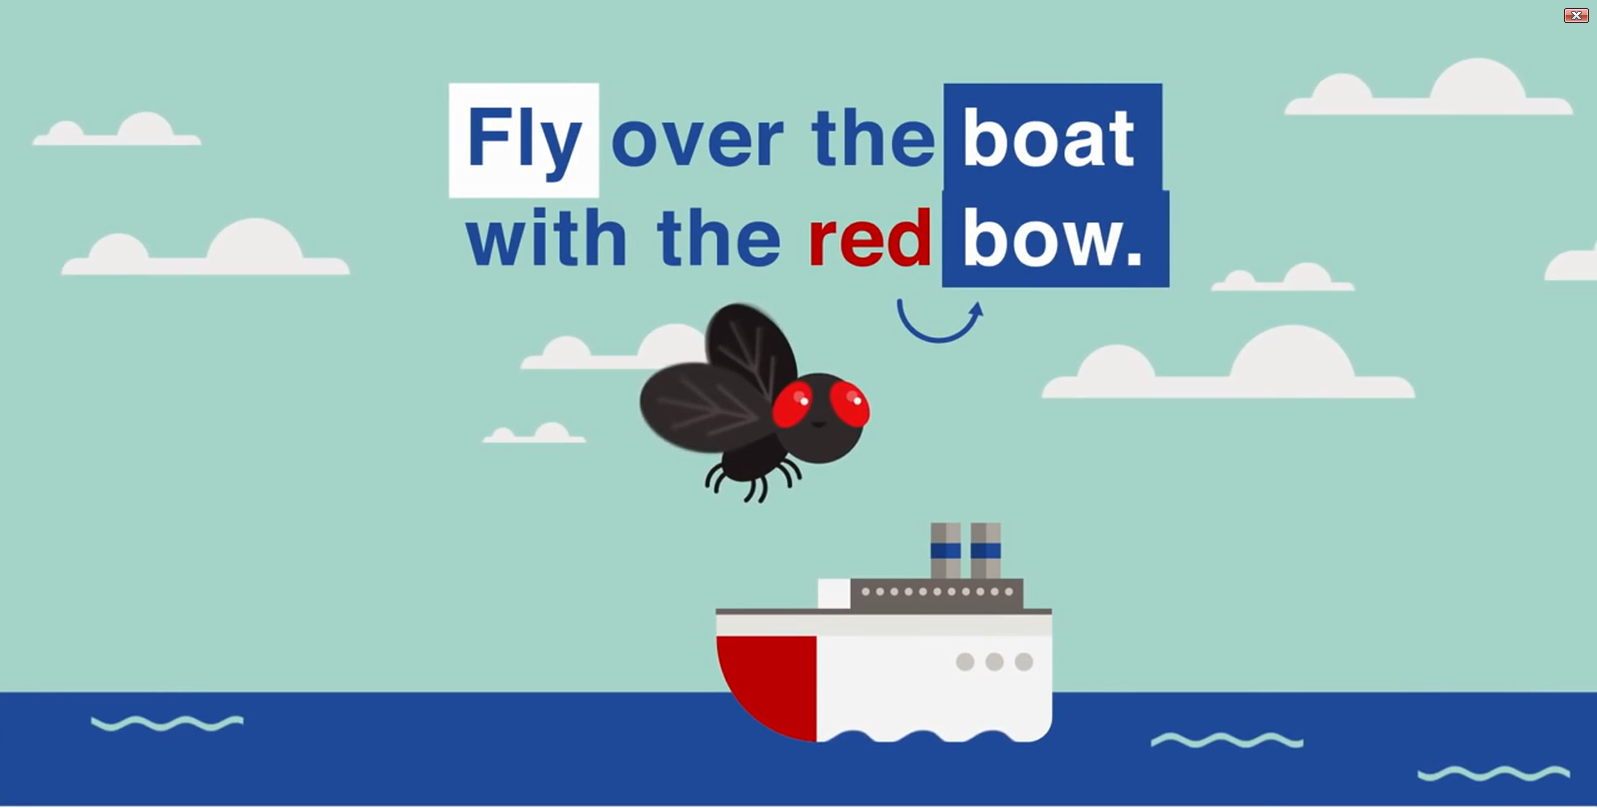 Fly over the boat
with the red bow.